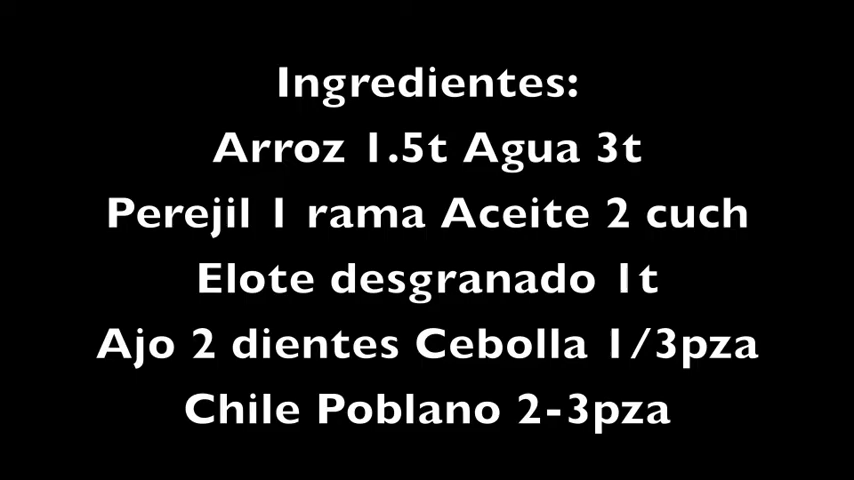 Ingredientes:
Arroz 1.5t Agua 3t
Perejil 1 rama Aceite 2 cuch
Elote desgranado 1t
Ajo 2 dientes Cebolla 1/3pza
Chile Poblano 2-3pza